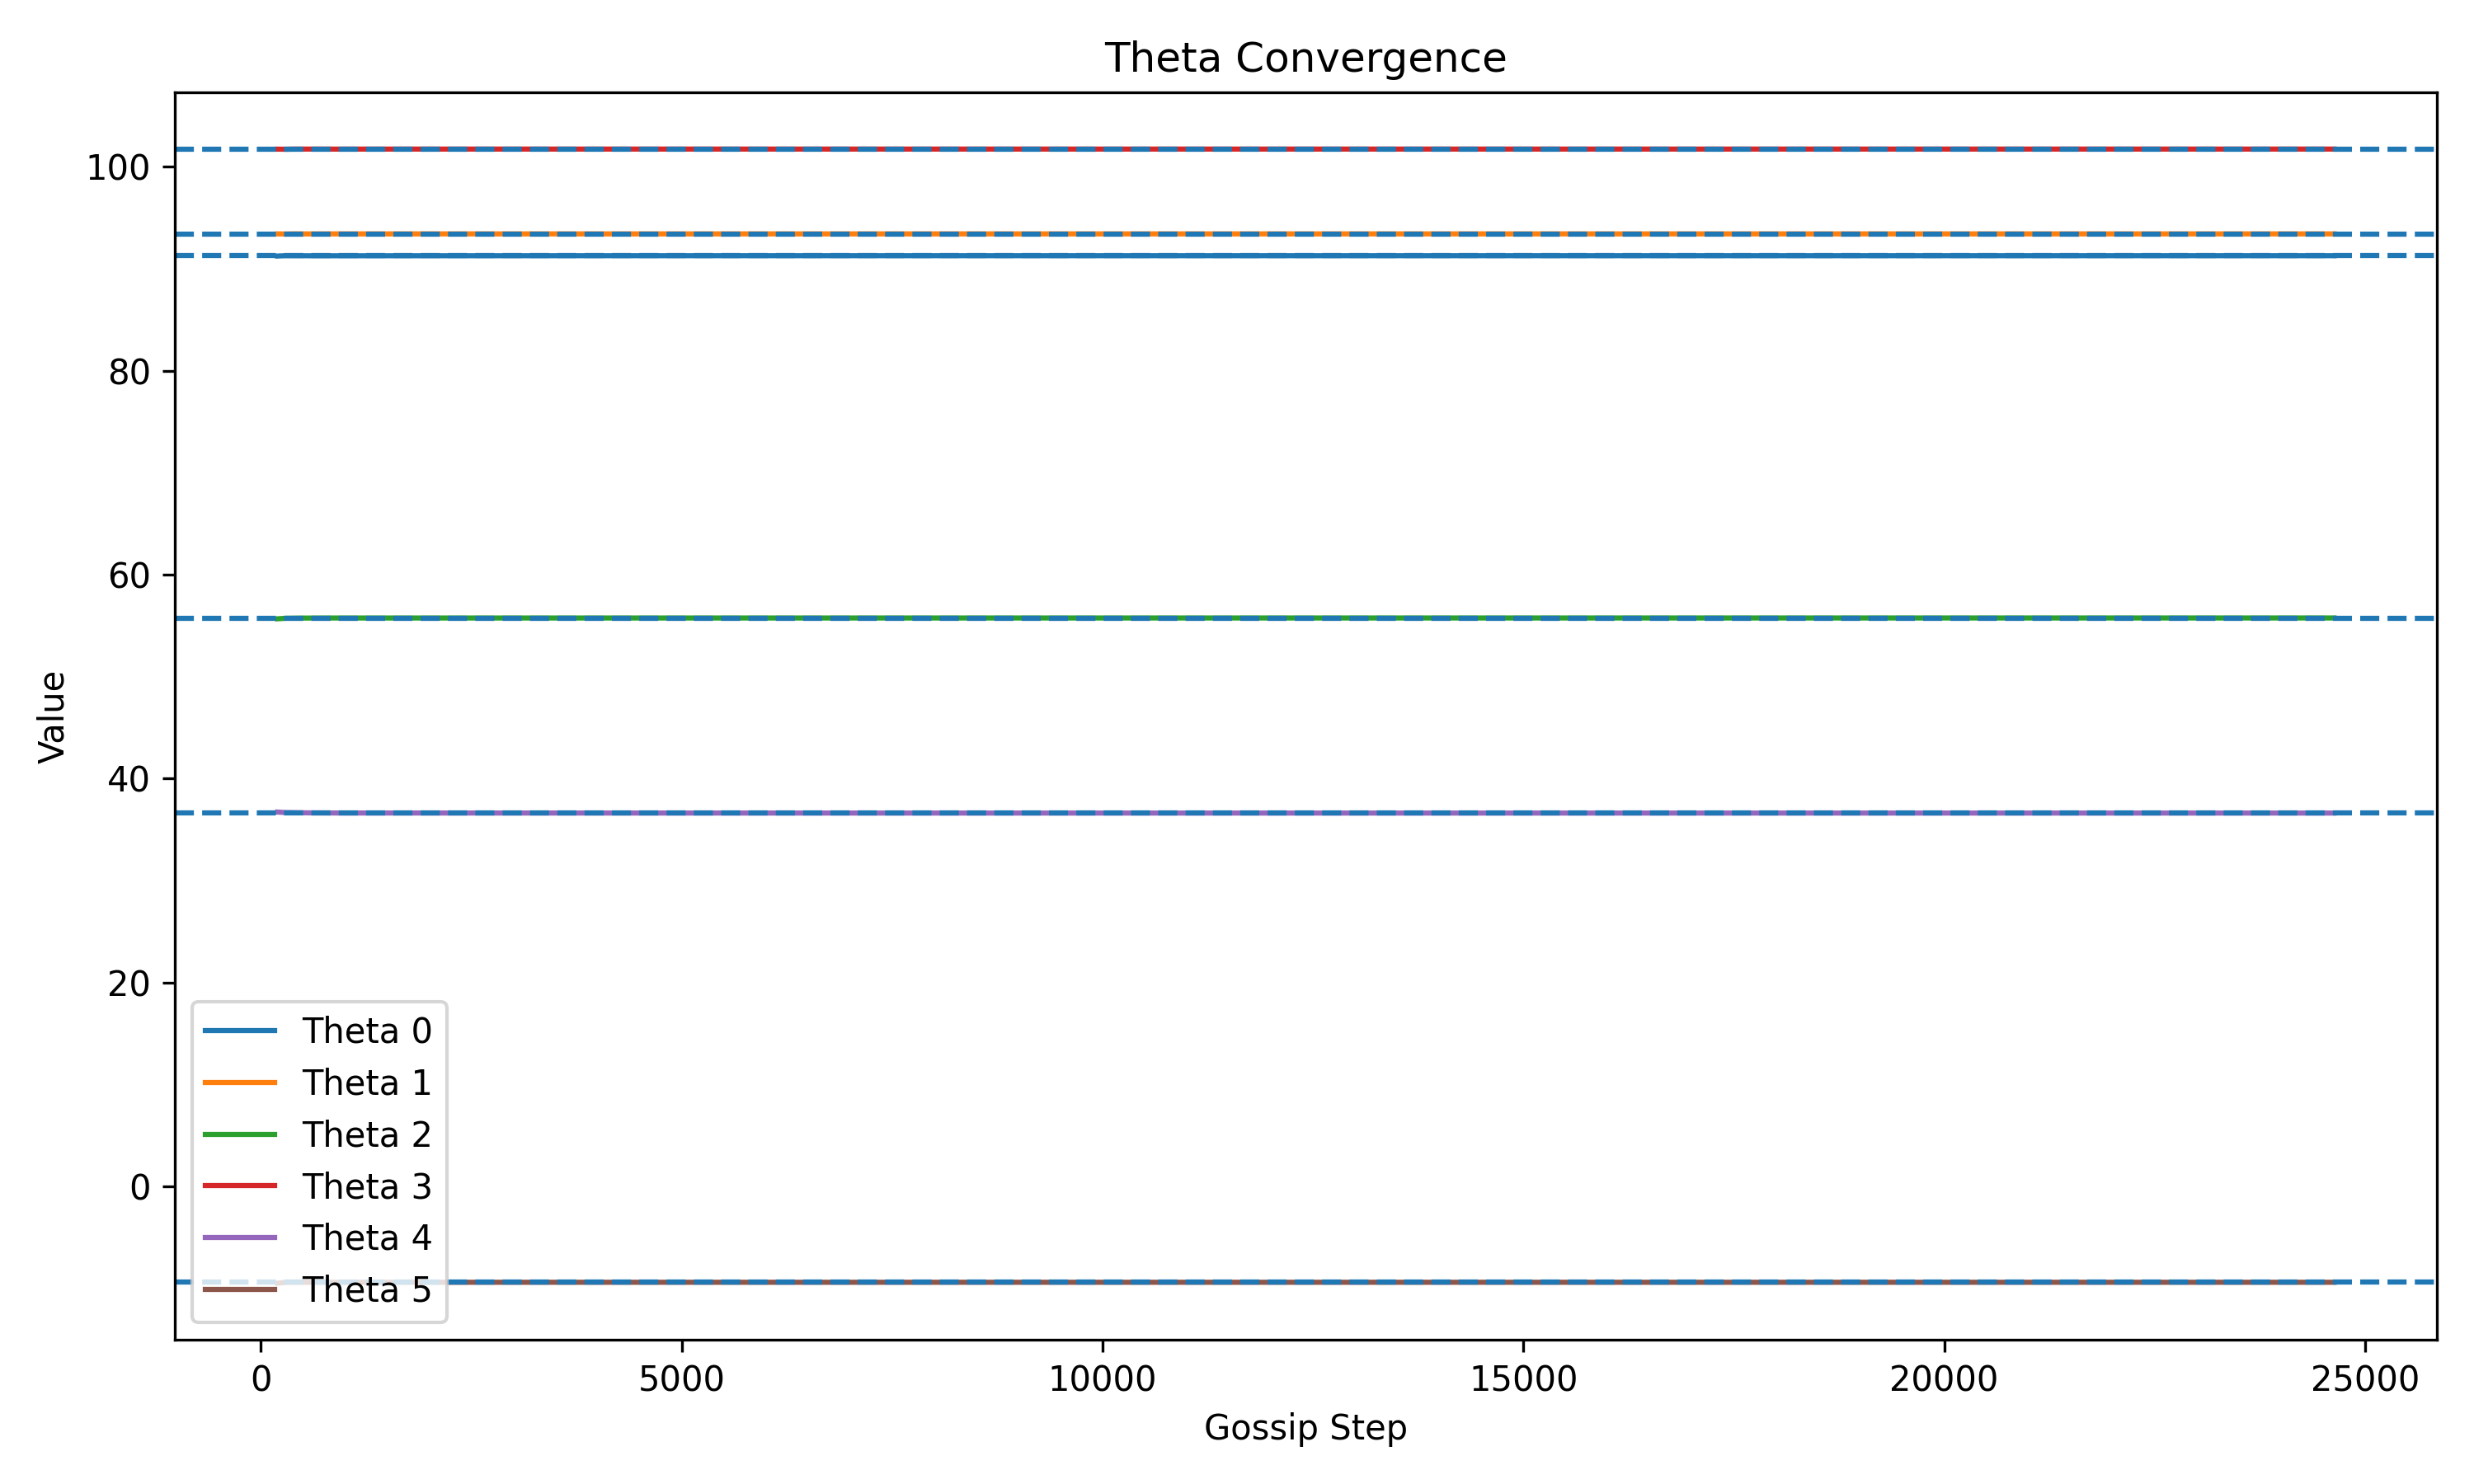 Theta Convergence
100
80
60
40
20
0
Value
Theta 0
Theta 1
Theta 2
Theta 3
Theta 4
Theta 5
0 5000 10000 15000 20000 25000
Gossip Step